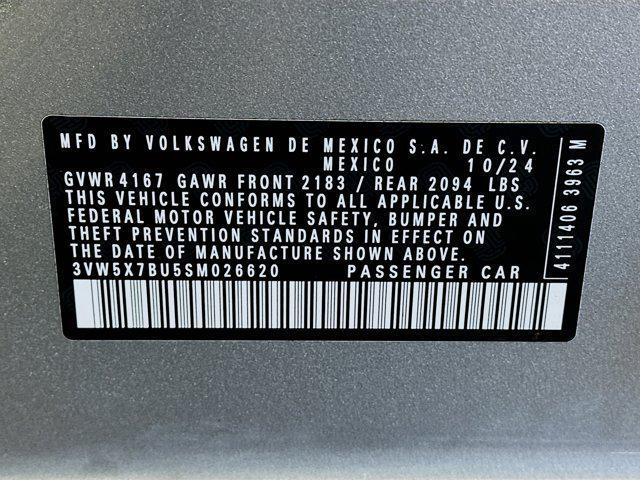 MFD BY VOLKSWAGEN DE MEXICO S.A. DE C.V.
MEXICO 10/24
GVWR 4167 GAWR FRONT 2183 / REAR 2094 LBS
THIS VEHICLE CONFORMS TO ALL APPLICABLE U.S.
FEDERAL MOTOR VEHICLE SAFETY, BUMPER AND
THEFT PREVENTION STANDARDS IN EFFECT ON
THE DATE OF MANUFACTURE SHOWN ABOVE.
3VW5X7BU5SM026620 PASSENGER CAR
4111406 3963 M